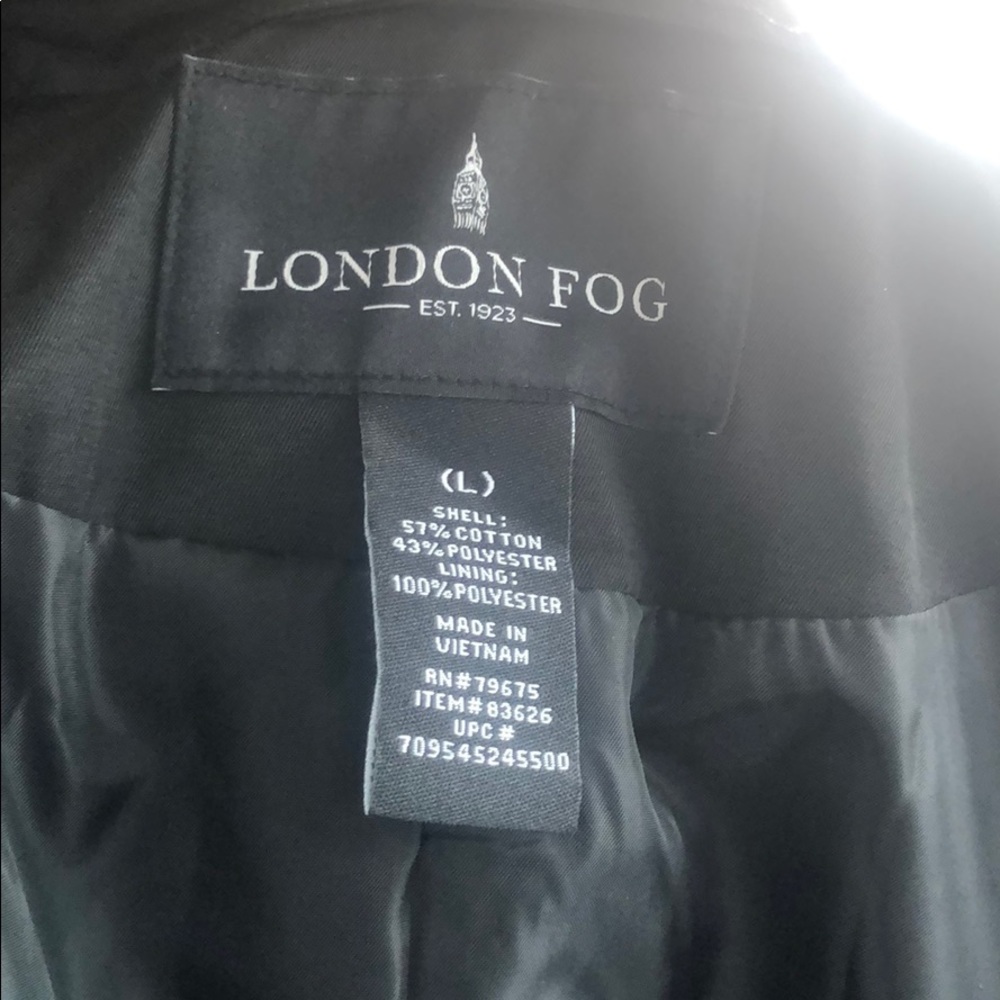 LONDON FOG
EST. 1923
(L)
SHELL:
57% COTTON
43% POLYESTER
LINING:
100% POLYESTER
MADE IN
VIETNAM
RN# 79675
ITEM# 83626
UPC #
709545245500